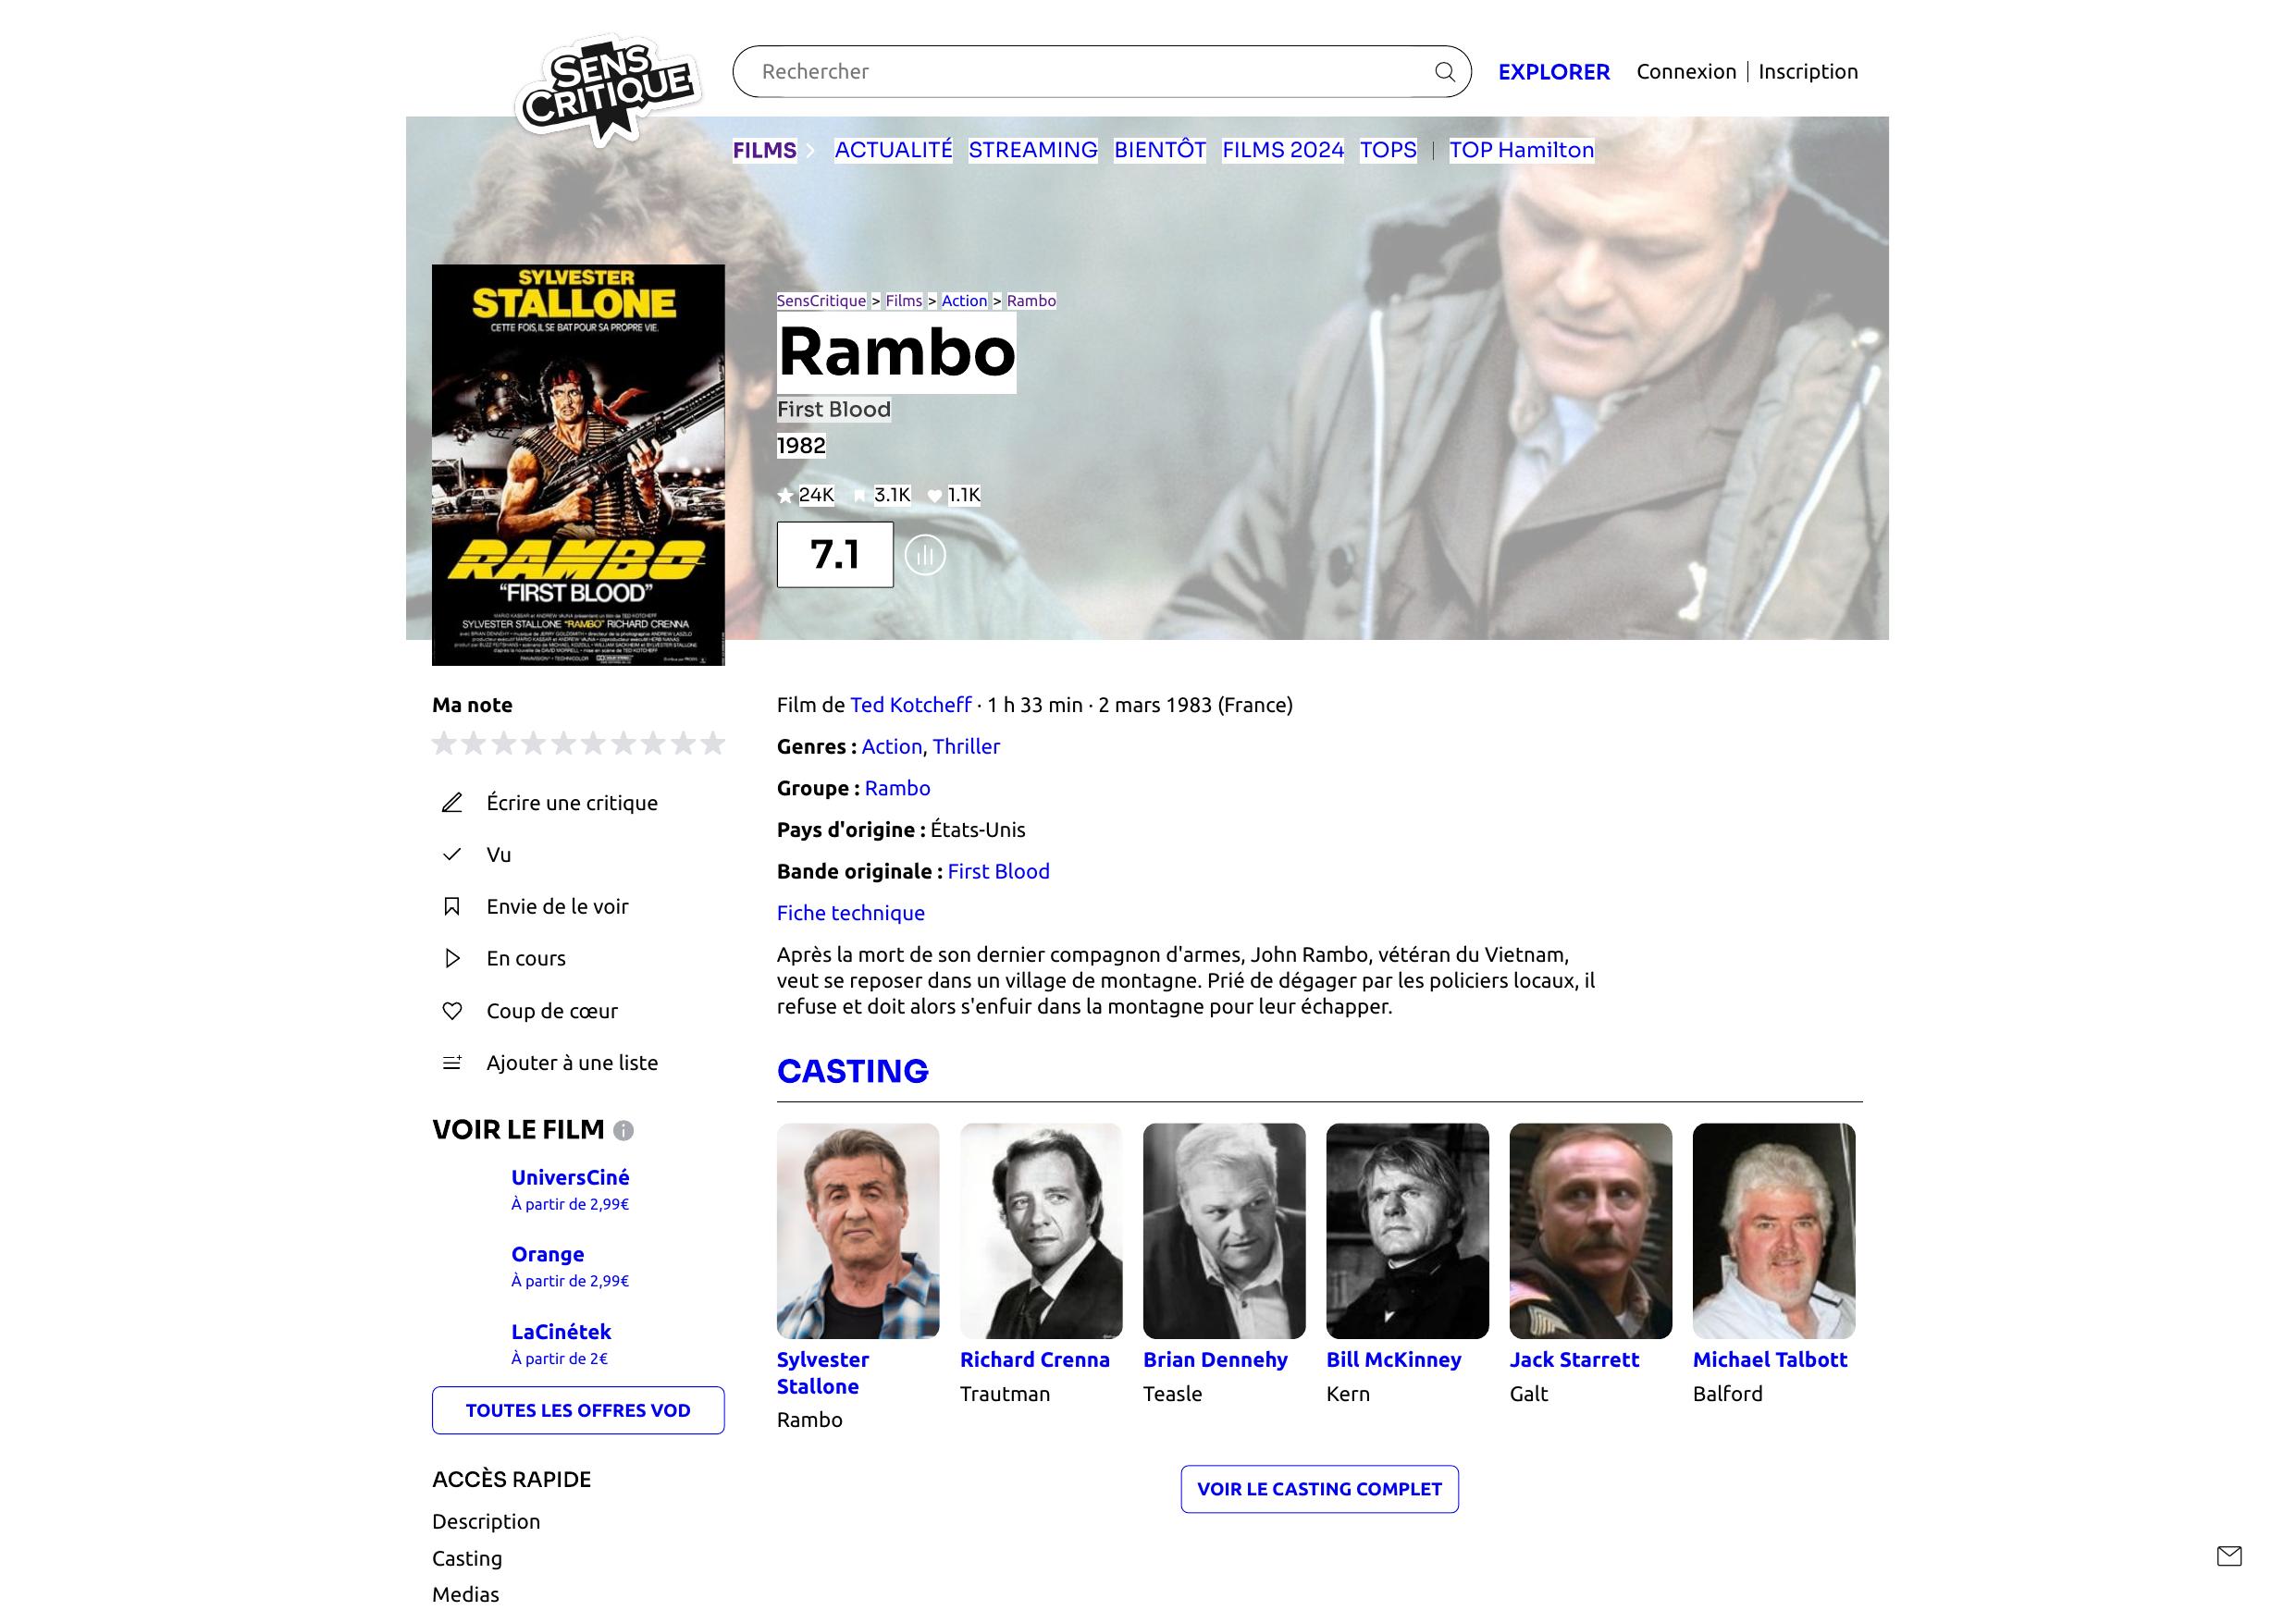 SENS
CRITIQUE
Rechercher
EXPLORER
Connexion
Inscription
FILMS
ACTUALITÉ
STREAMING
BIENTÔT
FILMS 2024
TOPS
TOP Hamilton
SYLVESTER
STALLONE
CETTE FOIS, IL SE BAT POUR SA PROPRE VIE.
RAMBO
"FIRST BLOOD"
SYLVESTER STALLONE "RAMBO" RICHARD CRENNA
SensCritique > Films > Action > Rambo
Rambo
First Blood
1982
24K
3.1K
1.1K
7.1
Ma note
Écrire une critique
Vu
Envie de le voir
En cours
Coup de cœur
Ajouter à une liste
VOIR LE FILM
UniversCiné
À partir de 2,99€
Orange
À partir de 2,99€
LaCinétek
À partir de 2€
TOUTES LES OFFRES VOD
ACCÈS RAPIDE
Description
Casting
Medias
Film de Ted Kotcheff · 1 h 33 min · 2 mars 1983 (France)
Genres : Action, Thriller
Groupe : Rambo
Pays d'origine : États-Unis
Bande originale : First Blood
Fiche technique
Après la mort de son dernier compagnon d'armes, John Rambo, vétéran du Vietnam,
veut se reposer dans un village de montagne. Prié de dégager par les policiers locaux, il
refuse et doit alors s'enfuir dans la montagne pour leur échapper.
CASTING
Sylvester
Stallone
Rambo
Richard Crenna
Trautman
Brian Dennehy
Teasle
Bill McKinney
Kern
Jack Starrett
Galt
Michael Talbott
Balford
VOIR LE CASTING COMPLET